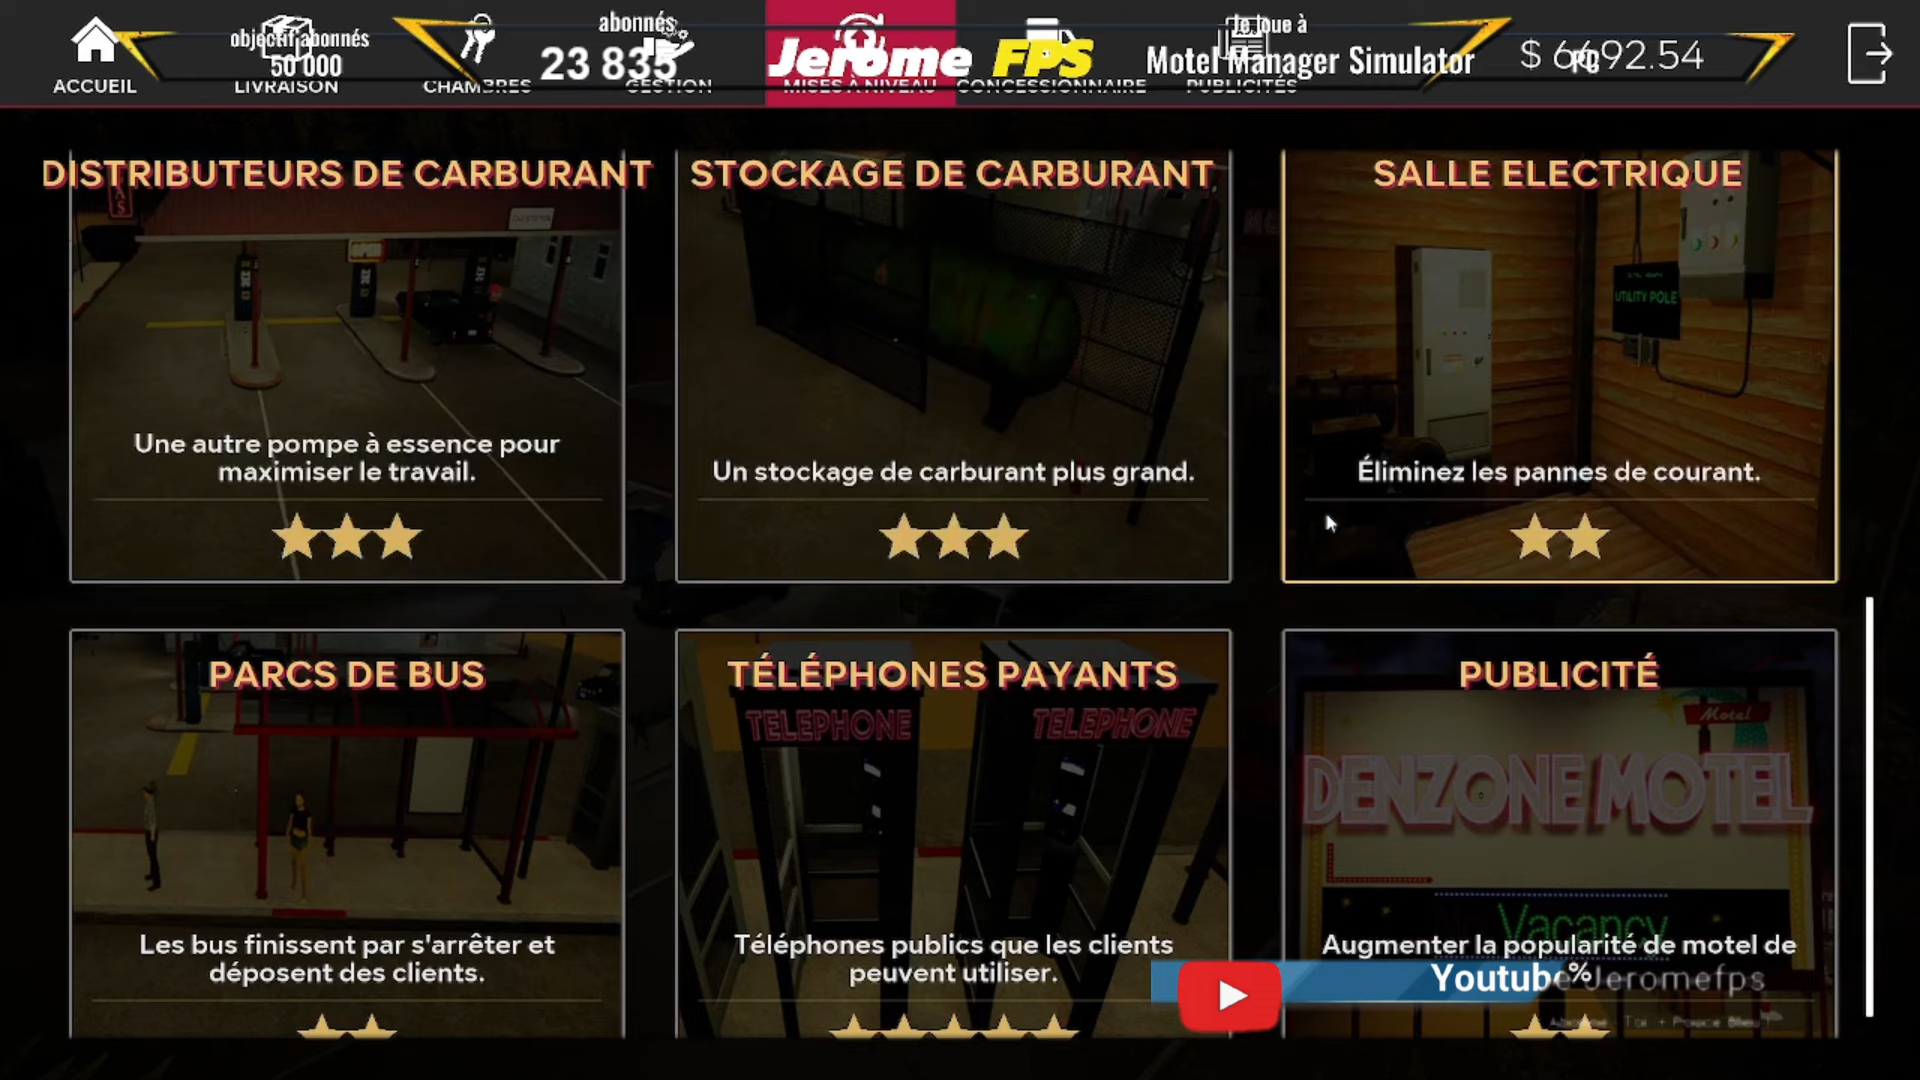 objectif abonnés
50 000
abonnés
23 835
Jerome FPS
Je joue à
Motel Manager Simulator
PC
$ 6692.54
ACCUEIL
LIVRAISON
CHAMBRES
GESTION
MISES À NIVEAU
CONCESSIONNAIRE
PUBLICITÉS
DISTRIBUTEURS DE CARBURANT
Une autre pompe à essence pour
maximiser le travail.
STOCKAGE DE CARBURANT
Un stockage de carburant plus grand.
SALLE ELECTRIQUE
UTILITY POLE
Éliminez les pannes de courant.
PARCS DE BUS
Les bus finissent par s'arrêter et
déposent des clients.
TÉLÉPHONES PAYANTS
TELEPHONE
TELEPHONE
Téléphones publics que les clients
peuvent utiliser.
PUBLICITÉ
Motel
DENZONE MOTEL
Vacancy
Augmenter la popularité de motel de
%
Youtube Jeromefps